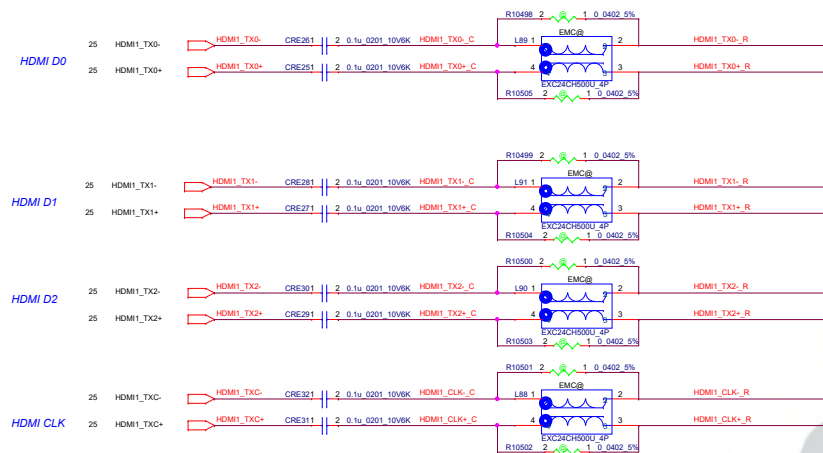 R10498 2 @ 1 0_0402_5%
EMC@
25 HDMI1_TX0- HDMI1_TX0- CRE261 2 0.1u_0201_10V6K HDMI1_TX0-_C L89 1 2 HDMI1_TX0-_R
HDMI D0
25 HDMI1_TX0+ HDMI1_TX0+ CRE251 2 0.1u_0201_10V6K HDMI1_TX0+_C 4 3 HDMI1_TX0+_R
EXC24CH500U_4P
R10505 2 @ 1 0_0402_5%
R10499 2 @ 1 0_0402_5%
EMC@
25 HDMI1_TX1- HDMI1_TX1- CRE281 2 0.1u_0201_10V6K HDMI1_TX1-_C L91 1 2 HDMI1_TX1-_R
HDMI D1
25 HDMI1_TX1+ HDMI1_TX1+ CRE271 2 0.1u_0201_10V6K HDMI1_TX1+_C 4 3 HDMI1_TX1+_R
EXC24CH500U_4P
R10504 2 @ 1 0_0402_5%
R10500 2 @ 1 0_0402_5%
EMC@
25 HDMI1_TX2- HDMI1_TX2- CRE301 2 0.1u_0201_10V6K HDMI1_TX2-_C L90 1 2 HDMI1_TX2-_R
HDMI D2
25 HDMI1_TX2+ HDMI1_TX2+ CRE291 2 0.1u_0201_10V6K HDMI1_TX2+_C 4 3 HDMI1_TX2+_R
EXC24CH500U_4P
R10503 2 @ 1 0_0402_5%
R10501 2 @ 1 0_0402_5%
EMC@
25 HDMI1_TXC- HDMI1_TXC- CRE321 2 0.1u_0201_10V6K HDMI1_CLK-_C L88 1 2 HDMI1_CLK-_R
HDMI CLK
25 HDMI1_TXC+ HDMI1_TXC+ CRE311 2 0.1u_0201_10V6K HDMI1_CLK+_C 4 3 HDMI1_CLK+_R
EXC24CH500U_4P
R10502 2 @ 1 0_0402_5%